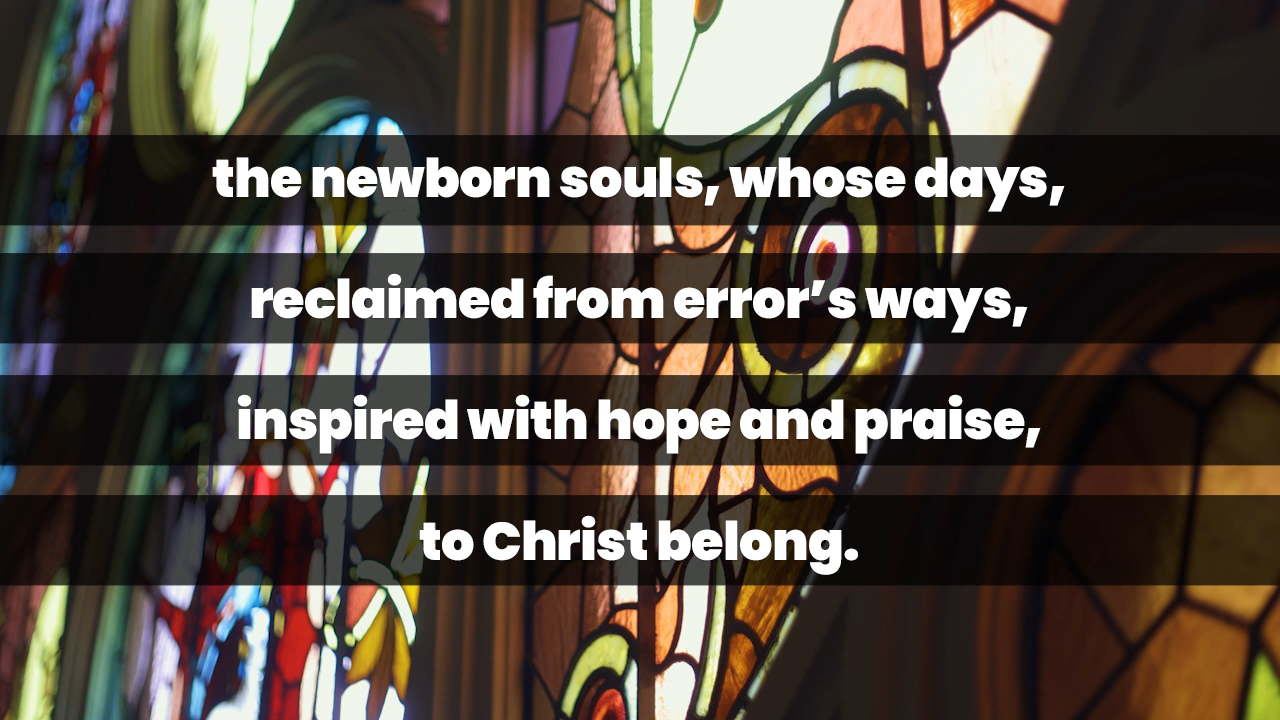 the newborn souls, whose days,
reclaimed from error’s ways,
inspired with hope and praise,
to Christ belong.